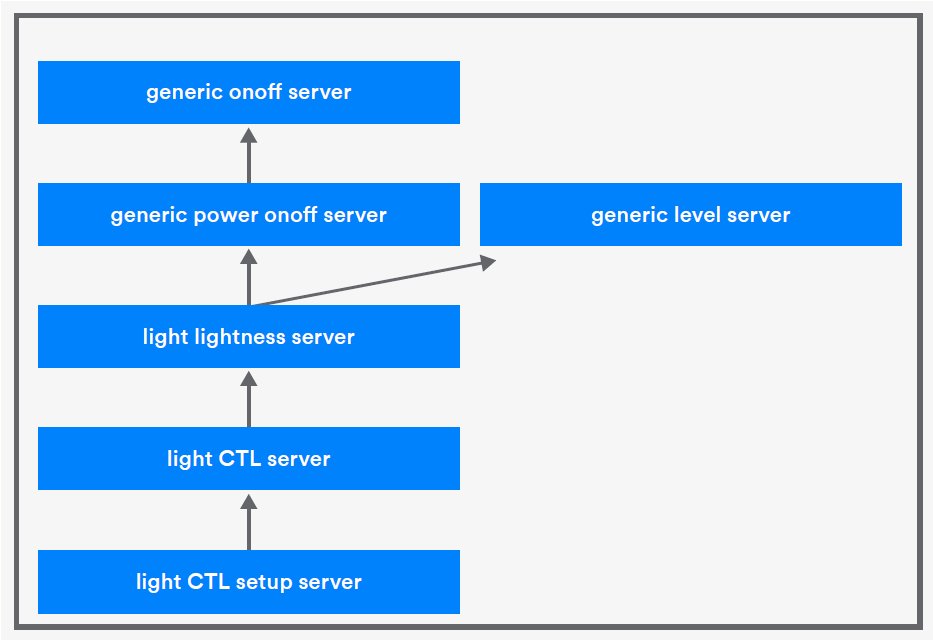 generic onoff server
generic power onoff server
generic level server
light lightness server
light CTL server
light CTL setup server